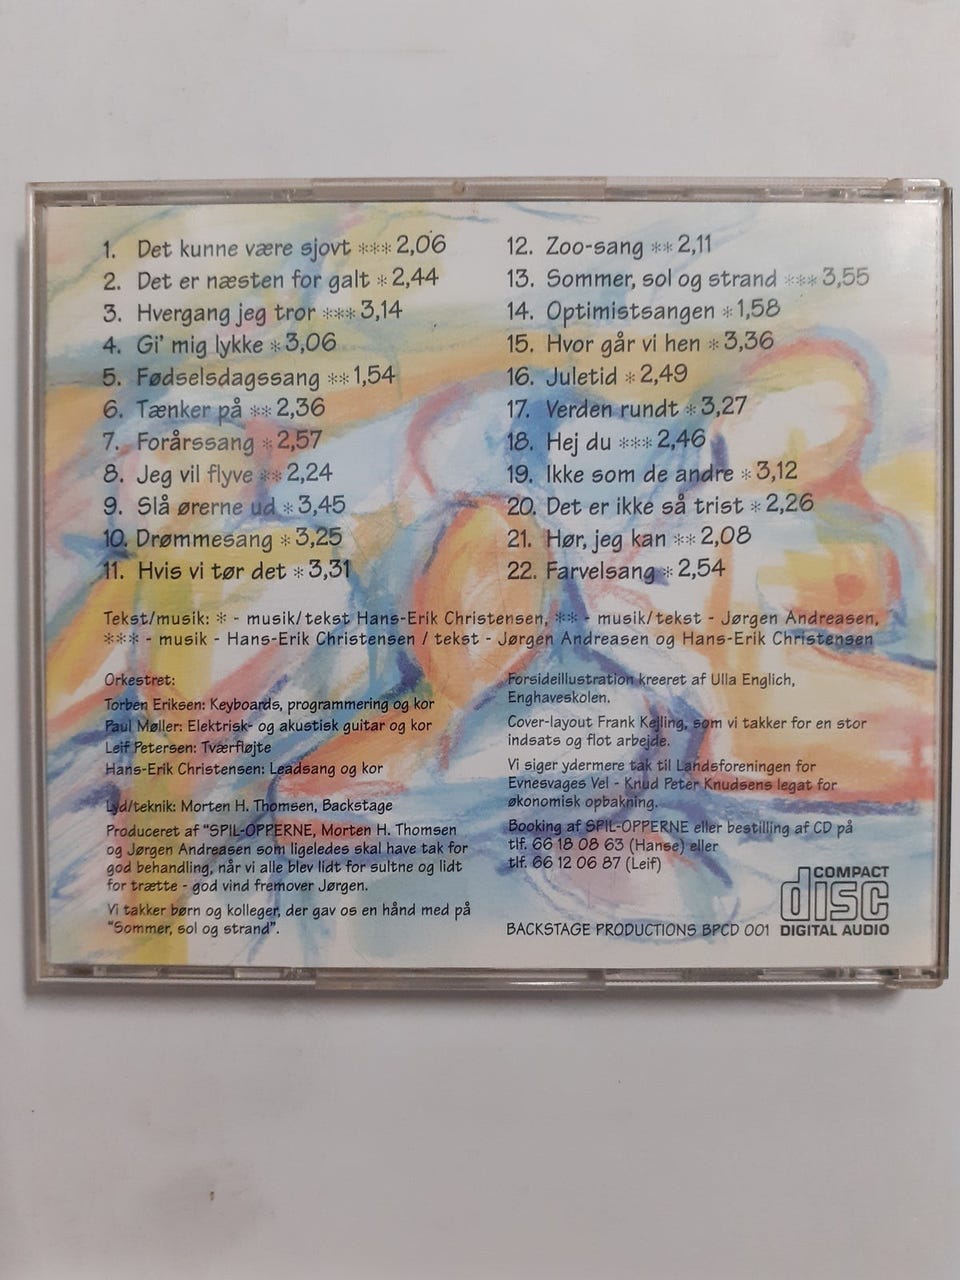 1. Det kunne være sjovt *** 2,06
2. Det er næsten for galt * 2,44
3. Hvergang jeg tror *** 3,14
4. Gi' mig lykke * 3,06
5. Fødselsdagssang ** 1,54
6. Tænker på ** 2,36
7. Forårssang * 2,57
8. Jeg vil flyve ** 2,24
9. Slå ørerne ud * 3,45
10. Drømmesang * 3,25
11. Hvis vi tør det * 3,31
12. Zoo-sang ** 2,11
13. Sommer, sol og strand *** 3,55
14. Optimistsangen * 1,58
15. Hvor går vi hen * 3,36
16. Juletid * 2,49
17. Verden rundt * 3,27
18. Hej du *** 2,46
19. Ikke som de andre * 3,12
20. Det er ikke så trist * 2,26
21. Hør, jeg kan ** 2,08
22. Farvelsang * 2,54
Tekst/musik: * - musik/tekst Hans-Erik Christensen, ** - musik/tekst - Jørgen Andreasen,
*** - musik - Hans-Erik Christensen / tekst - Jørgen Andreasen og Hans-Erik Christensen
Orkestret:
Torben Eriksen: Keyboards, programmering og kor
Paul Møller: Elektrisk- og akustisk guitar og kor
Leif Petersen: Tværfløjte
Hans-Erik Christensen: Leadsang og kor
Lyd/teknik: Morten H. Thomsen, Backstage
Produceret af "SPIL-OPPERNE, Morten H. Thomsen
og Jørgen Andreasen som ligeledes skal have tak for
god behandling, når vi alle blev lidt for sultne og lidt
for trætte - god vind fremover Jørgen.
Vi takker børn og kolleger, der gav os en hånd med på
"Sommer, sol og strand".
Forsideillustration kreeret af Ulla Englich,
Enghaveskolen.
Cover-layout Frank Kejling, som vi takker for en stor
indsats og flot arbejde.
Vi siger ydermere tak til Landsforeningen for
Evnesvages Vel - Knud Peter Knudsens legat for
økonomisk opbakning.
Booking af SPIL-OPPERNE eller bestilling af CD på
tlf. 66 18 08 63 (Hanse) eller
tlf. 66 12 06 87 (Leif)
BACKSTAGE PRODUCTIONS BPCD 001
COMPACT
disc
DIGITAL AUDIO